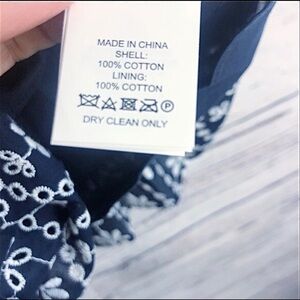 MADE IN CHINA
SHELL:
100% COTTON
LINING:
100% COTTON
P
DRY CLEAN ONLY